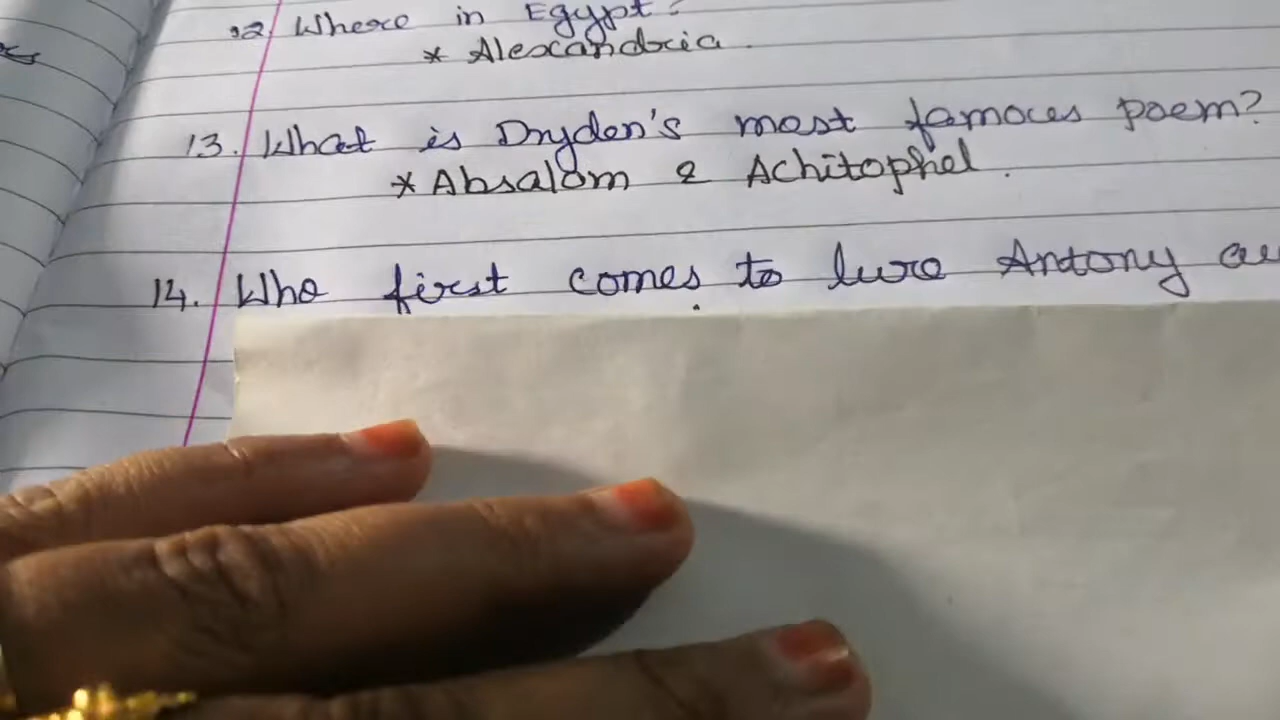 12. Where in Egypt?
* Alexandria.
13. What is Dryden's most famous poem?
* Absalom & Achitophel.
14. Who first comes to lure Antony